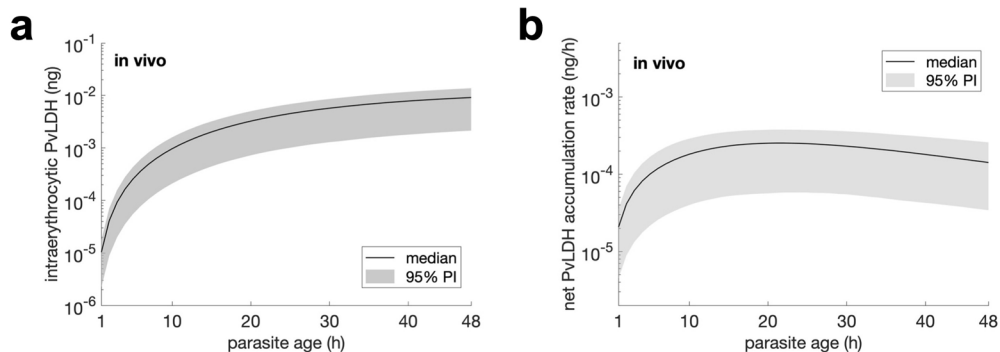 a
in vivo
intraerythrocytic PvLDH (ng)
10⁻¹
10⁻²
10⁻³
10⁻⁴
10⁻⁵
10⁻⁶
median
95% PI
1 10 20 30 40 48
parasite age (h)
b
in vivo
net PvLDH accumulation rate (ng/h)
10⁻³
10⁻⁴
10⁻⁵
median
95% PI
1 10 20 30 40 48
parasite age (h)